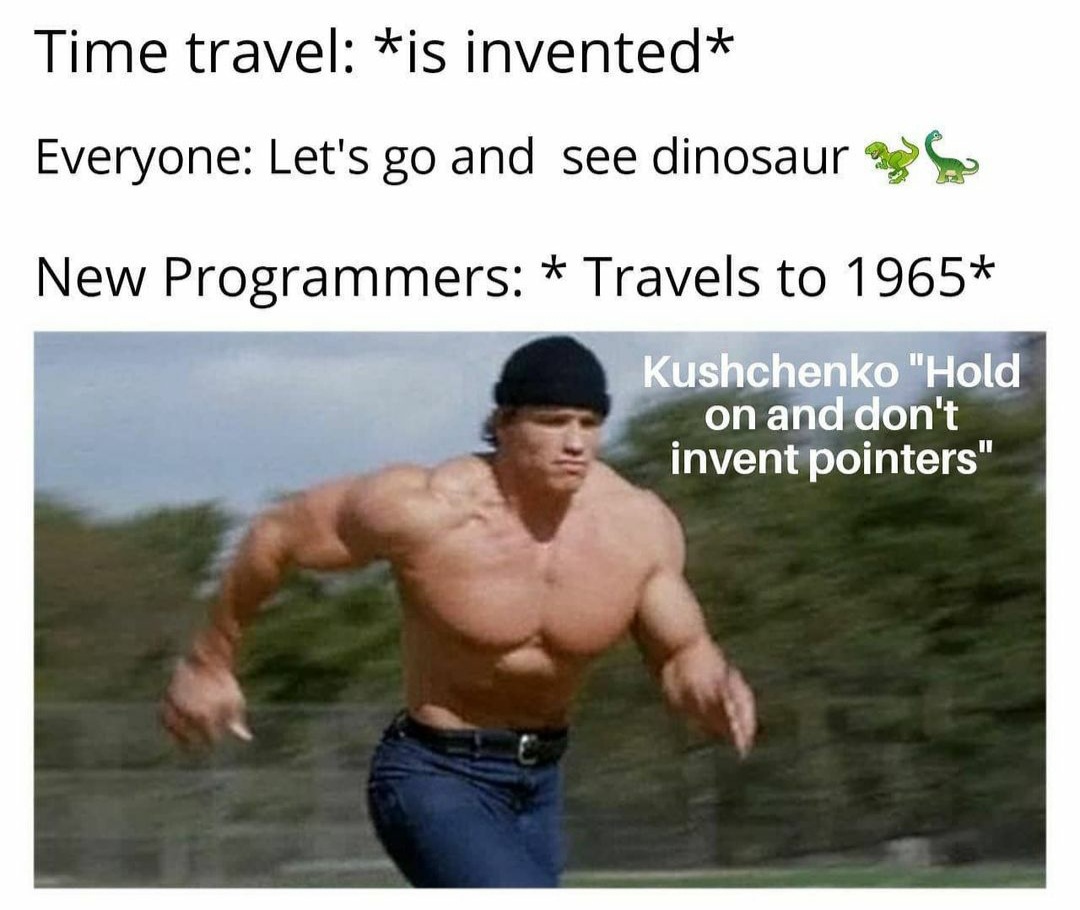 Time travel: *is invented*
Everyone: Let's go and see dinosaur 🦖🦕
New Programmers: * Travels to 1965*
Kushchenko "Hold
on and don't
invent pointers"